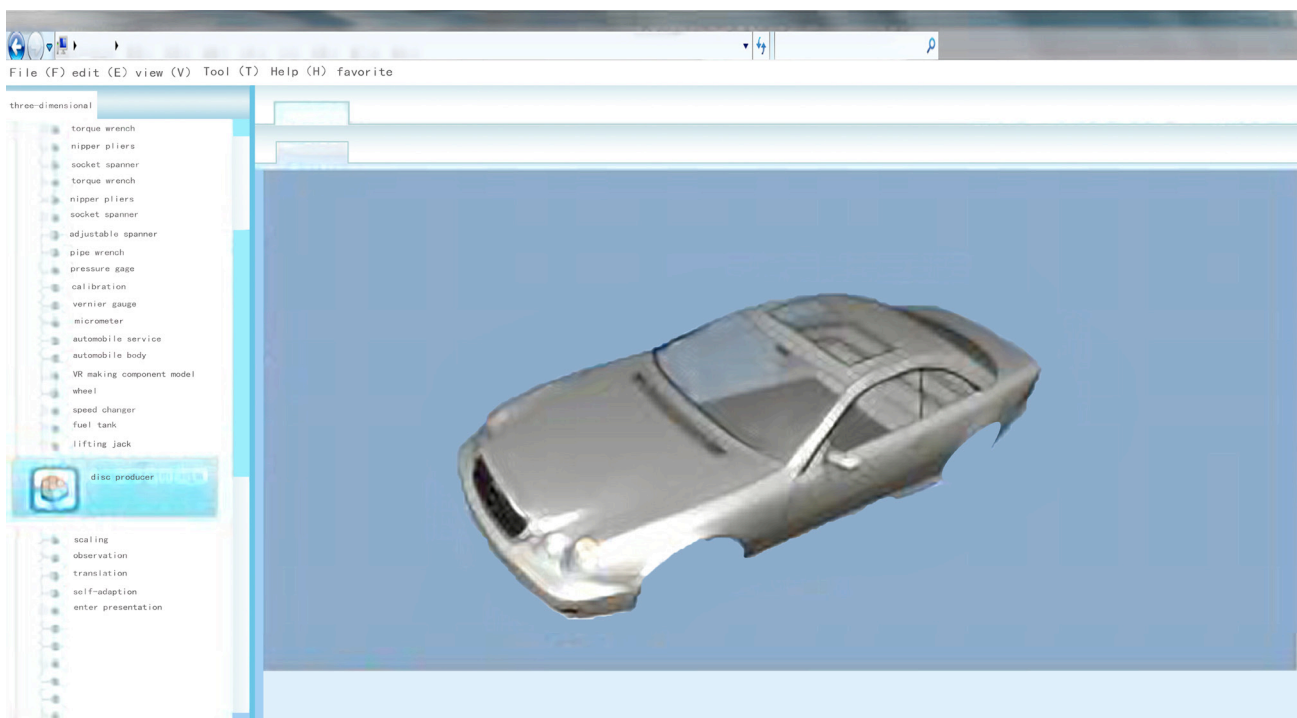 File (F) edit (E) view (V) Tool (T) Help (H) favorite
three-dimensional
torque wrench
nipper pliers
socket spanner
torque wrench
nipper pliers
socket spanner
adjustable spanner
pipe wrench
pressure gage
calibration
vernier gauge
micrometer
automobile service
automobile body
VR making component model
wheel
speed changer
fuel tank
lifting jack
disc producer
scaling
observation
translation
self-adaption
enter presentation